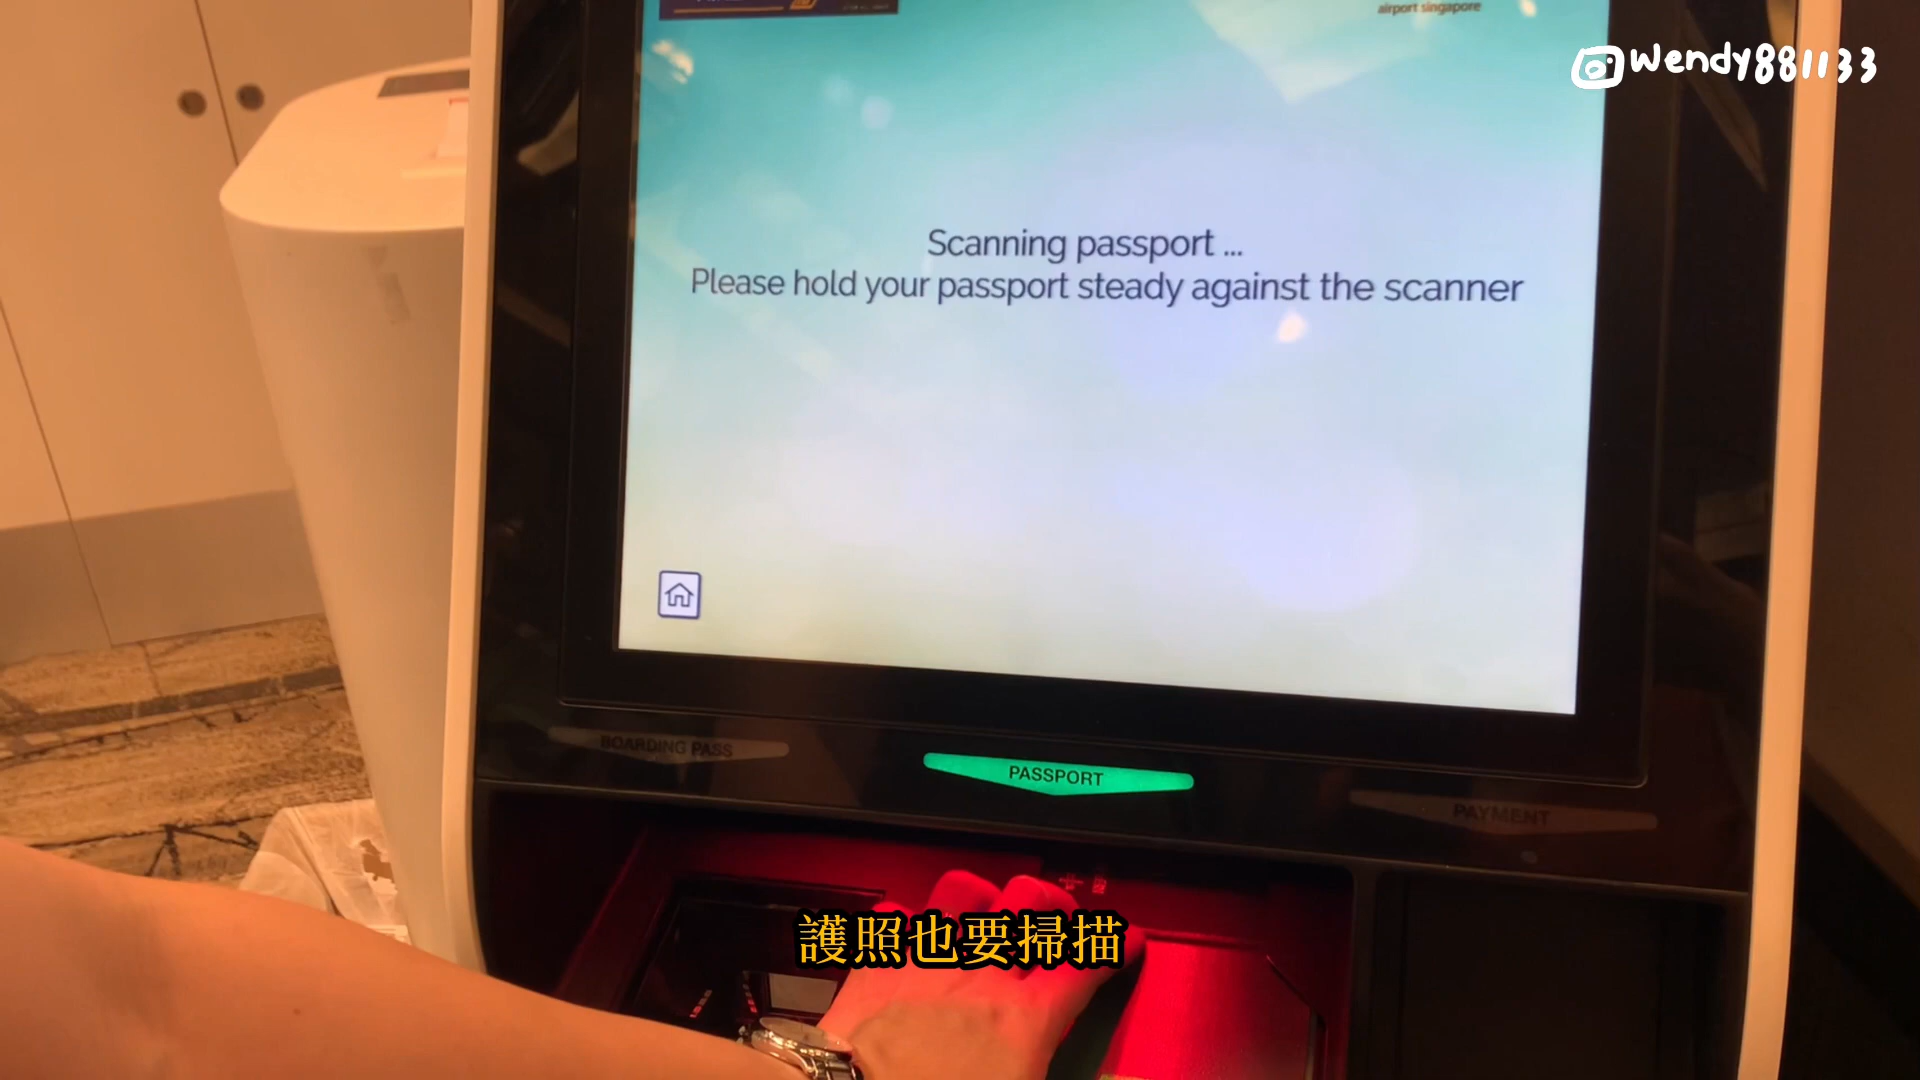 airport singapore
wendy881133
Scanning passport ...
Please hold your passport steady against the scanner
BOARDING PASS
PASSPORT
PAYMENT
護照也要掃描